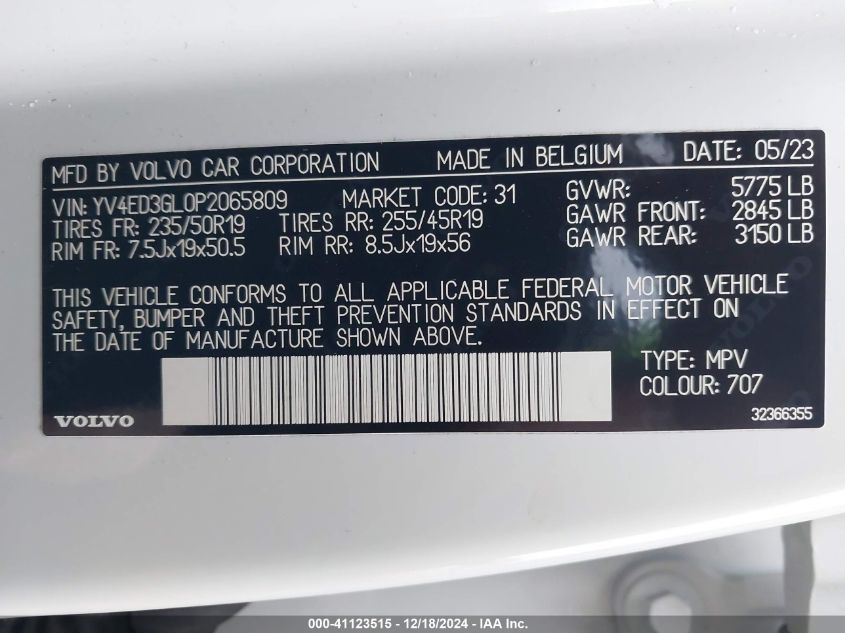 MFD BY VOLVO CAR CORPORATION MADE IN BELGIUM DATE: 05/23
VIN: YV4ED3GL0P2065809 MARKET CODE: 31 GVWR: 5775 LB
TIRES FR: 235/50R19 TIRES RR: 255/45R19 GAWR FRONT: 2845 LB
RIM FR: 7.5Jx19x50.5 RIM RR: 8.5Jx19x56 GAWR REAR: 3150 LB
THIS VEHICLE CONFORMS TO ALL APPLICABLE FEDERAL MOTOR VEHICLE
SAFETY, BUMPER AND THEFT PREVENTION STANDARDS IN EFFECT ON
THE DATE OF MANUFACTURE SHOWN ABOVE.
TYPE: MPV
COLOUR: 707
VOLVO 32366355
000-41123515 - 12/18/2024 - IAA Inc.